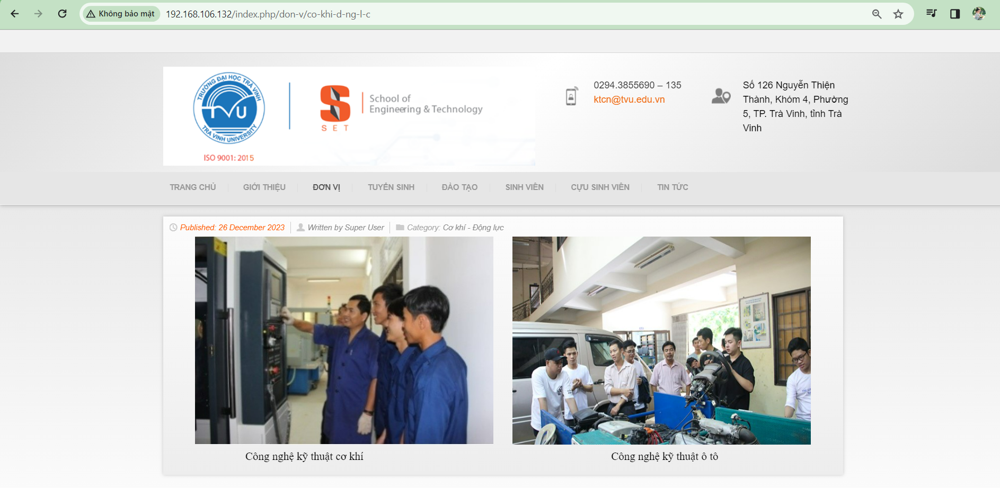 Không bảo mật
192.168.106.132/index.php/don-v/co-khi-d-ng-l-c
TRƯỜNG ĐẠI HỌC TRÀ VINH
TVU
TRA VINH UNIVERSITY
ISO 9001: 2015
S
SET
School of
Engineering & Technology
0294.3855690 – 135
ktcn@tvu.edu.vn
Số 126 Nguyễn Thiện
Thành, Khóm 4, Phường
5, TP. Trà Vinh, tỉnh Trà
Vinh
TRANG CHỦ GIỚI THIỆU ĐƠN VỊ TUYỂN SINH ĐÀO TẠO SINH VIÊN CỰU SINH VIÊN TIN TỨC
Published: 26 December 2023 Written by Super User Category: Cơ khí - Động lực
Công nghệ kỹ thuật cơ khí
Công nghệ kỹ thuật ô tô